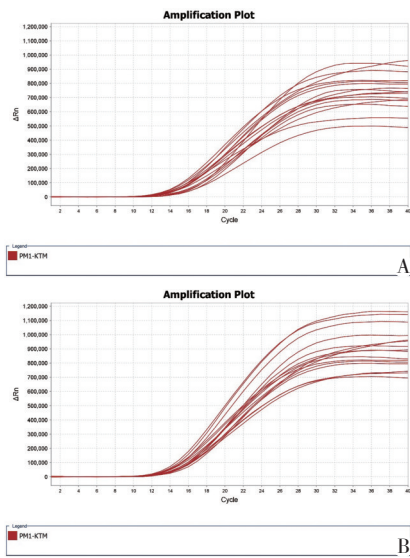 Amplification Plot
1,200,000
1,100,000
1,000,000
900,000
800,000
700,000
600,000
500,000
400,000
300,000
200,000
100,000
0
ΔRn
2 4 6 8 10 12 14 16 18 20 22 24 26 28 30 32 34 36 38 40
Cycle
Legend
PM1-KTM
A
Amplification Plot
1,200,000
1,100,000
1,000,000
900,000
800,000
700,000
600,000
500,000
400,000
300,000
200,000
100,000
0
ΔRn
2 4 6 8 10 12 14 16 18 20 22 24 26 28 30 32 34 36 38 40
Cycle
Legend
PM1-KTM
B